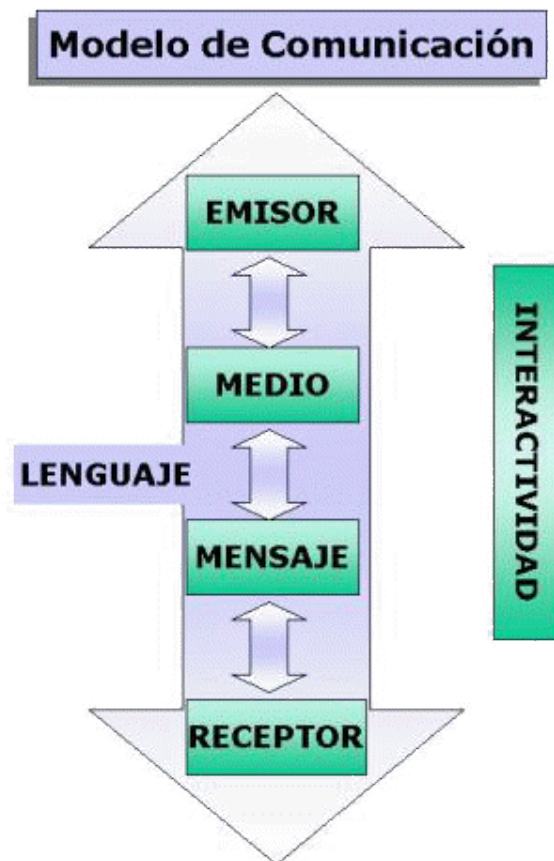 Modelo de Comunicación
EMISOR
MEDIO
LENGUAJE
MENSAJE
RECEPTOR
INTERACTIVIDAD